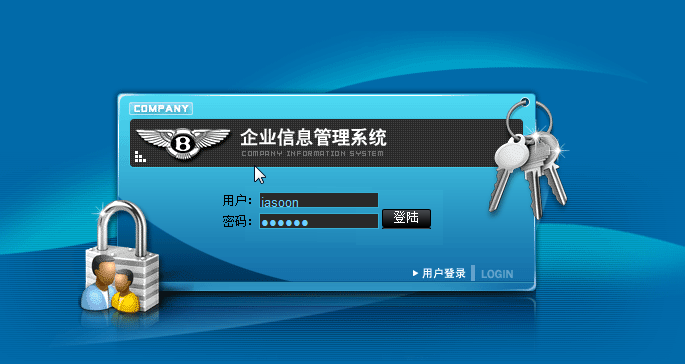 COMPANY
B
企业信息管理系统
COMPANY INFORMATION SYSTEM
用户: jasoon
密码: ●●●●●●
登陆
用户登录 LOGIN